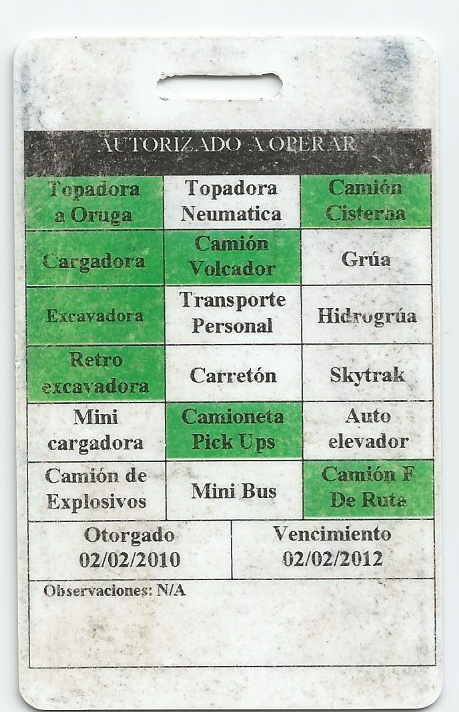 AUTORIZADO A OPERAR
Topadora a Oruga
Topadora Neumatica
Camión Cisterna
Cargadora
Camión Volcador
Grúa
Excavadora
Transporte Personal
Hidrogrúa
Retro excavadora
Carretón
Skytrak
Mini cargadora
Camioneta Pick Ups
Auto elevador
Camión de Explosivos
Mini Bus
Camión F De Ruta
Otorgado
02/02/2010
Vencimiento
02/02/2012
Observaciones: N/A